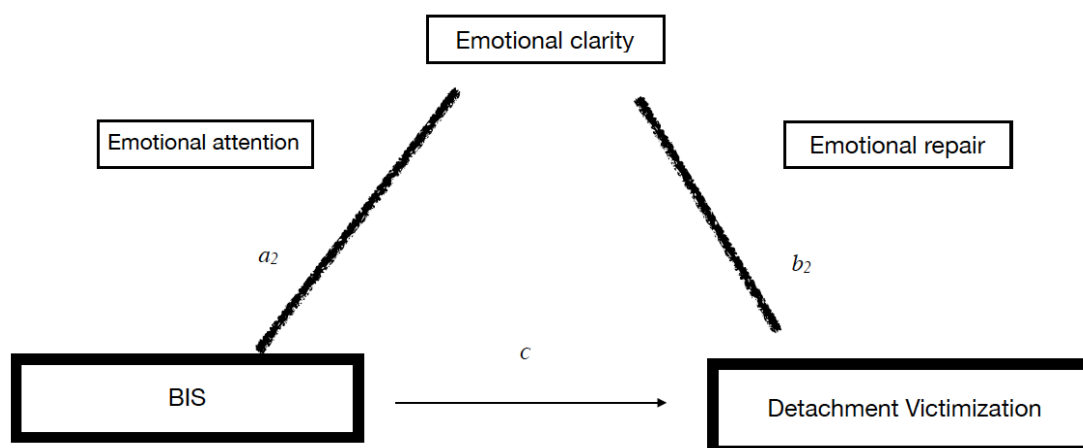 Emotional clarity
Emotional attention
Emotional repair
a2
b2
c
BIS
Detachment Victimization